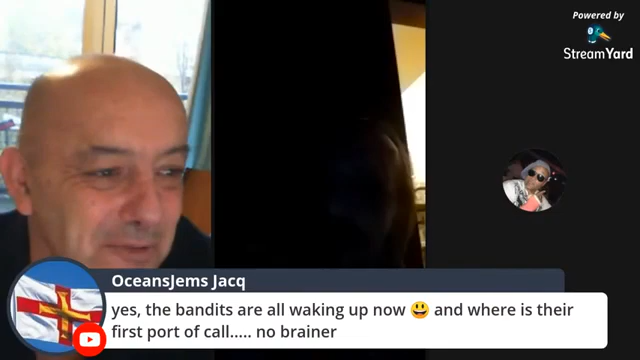 Powered by
StreamYard
OceansJems Jacq
yes, the bandits are all waking up now 😃 and where is their
first port of call..... no brainer